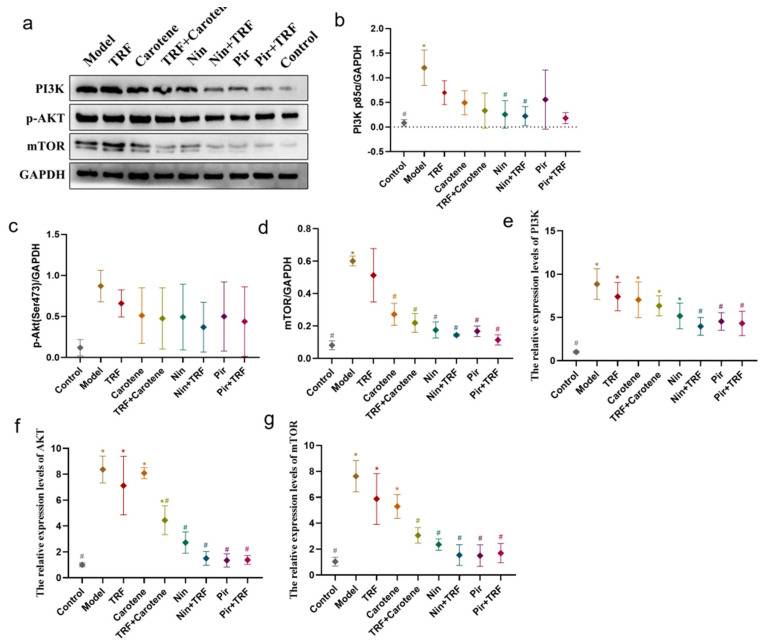 a
Model
TRF
Carotene
TRF+Caroten
Nin
Nin+TRF
Pir
Pir+TRF
Control
PI3K
p-AKT
mTOR
GAPDH
b
PI3K p85α/GAPDH
1.5
1.0
0.5
0.0
-0.5
*
#
#
#
Control
Model
TRF
Carotene
TRF+Carotene
Nin
Nin+TRF
Pir
Pir+TRF
c
p-Akt(Ser473)/GAPDH
1.5
1.0
0.5
0.0
Control
Model
TRF
Carotene
TRF+Carotene
Nin
Nin+TRF
Pir
Pir+TRF
d
mTOR/GAPDH
0.8
0.6
0.4
0.2
0.0
#
*
#
#
#
#
#
#
Control
Model
TRF
Carotene
TRF+Carotene
Nin
Nin+TRF
Pir
Pir+TRF
e
The relative expression levels of PI3K
15
10
5
0
#
*
*
*
*
*
#
#
#
Control
Model
TRF
Carotene
TRF+Carotene
Nin
Nin+TRF
Pir
Pir+TRF
f
The relative expression levels of AKT
10
8
6
4
2
0
#
*
*
*
*#
#
#
#
#
Control
Model
TRF
Carotene
TRF+Carotene
Nin
Nin+TRF
Pir
Pir+TRF
g
The relative expression levels of mTOR
10
8
6
4
2
0
#
*
*
*
#
#
#
#
#
Control
Model
TRF
Carotene
TRF+Carotene
Nin
Nin+TRF
Pir
Pir+TRF